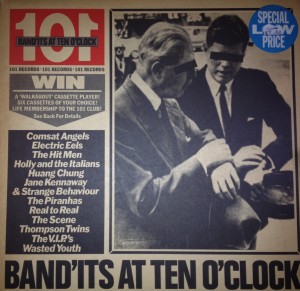 101
BAND'ITS AT TEN O'CLOCK
101 RECORDS · 101 RECORDS · 101 RECORDS
WIN
A 'WALKABOUT' CASSETTE PLAYER!
SIX CASSETTES OF YOUR CHOICE!
LIFE MEMBERSHIP TO THE 101 CLUB!
See Back For Details
SPECIAL
LOW
PRICE
Comsat Angels
Electric Eels
The Hit Men
Holly and the Italians
Huang Chung
Jane Kennaway
& Strange Behaviour
The Piranhas
Real to Real
The Scene
Thompson Twins
The V.I.P.'s
Wasted Youth
BAND'ITS AT TEN O'CLOCK